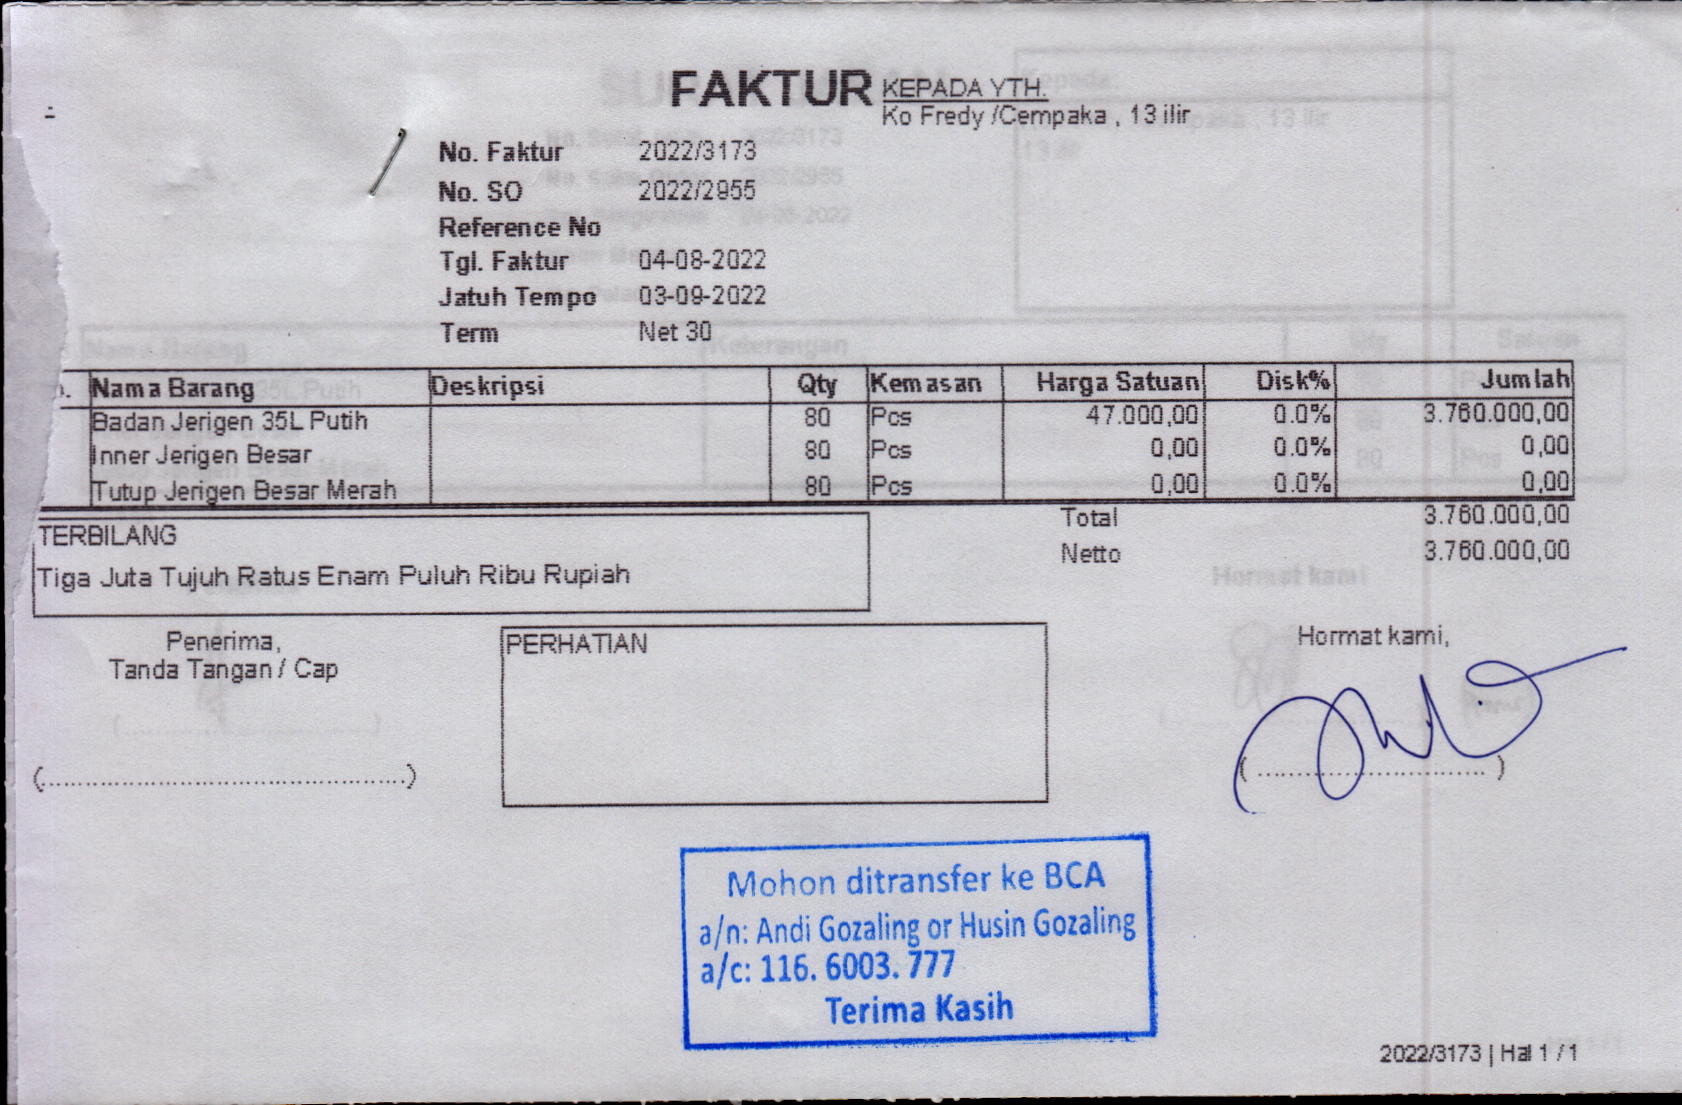 FAKTUR
KEPADA YTH.
Ko Fredy /Cempaka , 13 ilir
No. Faktur 2022/3173
No. SO 2022/2955
Reference No
Tgl. Faktur 04-08-2022
Jatuh Tempo 03-09-2022
Term Net 30
Nama Barang Deskripsi Qty Kemasan Harga Satuan Disk% Jumlah
Badan Jerigen 35L Putih 80 Pcs 47.000,00 0.0% 3.760.000,00
Inner Jerigen Besar 80 Pcs 0,00 0.0% 0,00
Tutup Jerigen Besar Merah 80 Pcs 0,00 0.0% 0,00
Total 3.760.000,00
Netto 3.760.000,00
TERBILANG
Tiga Juta Tujuh Ratus Enam Puluh Ribu Rupiah
Penerima,
Tanda Tangan / Cap
(.................................................)
PERHATIAN
Hormat kami,
(..............................)
Mohon ditransfer ke BCA
a/n: Andi Gozaling or Husin Gozaling
a/c: 116. 6003. 777
Terima Kasih
2022/3173 | Hal 1 / 1